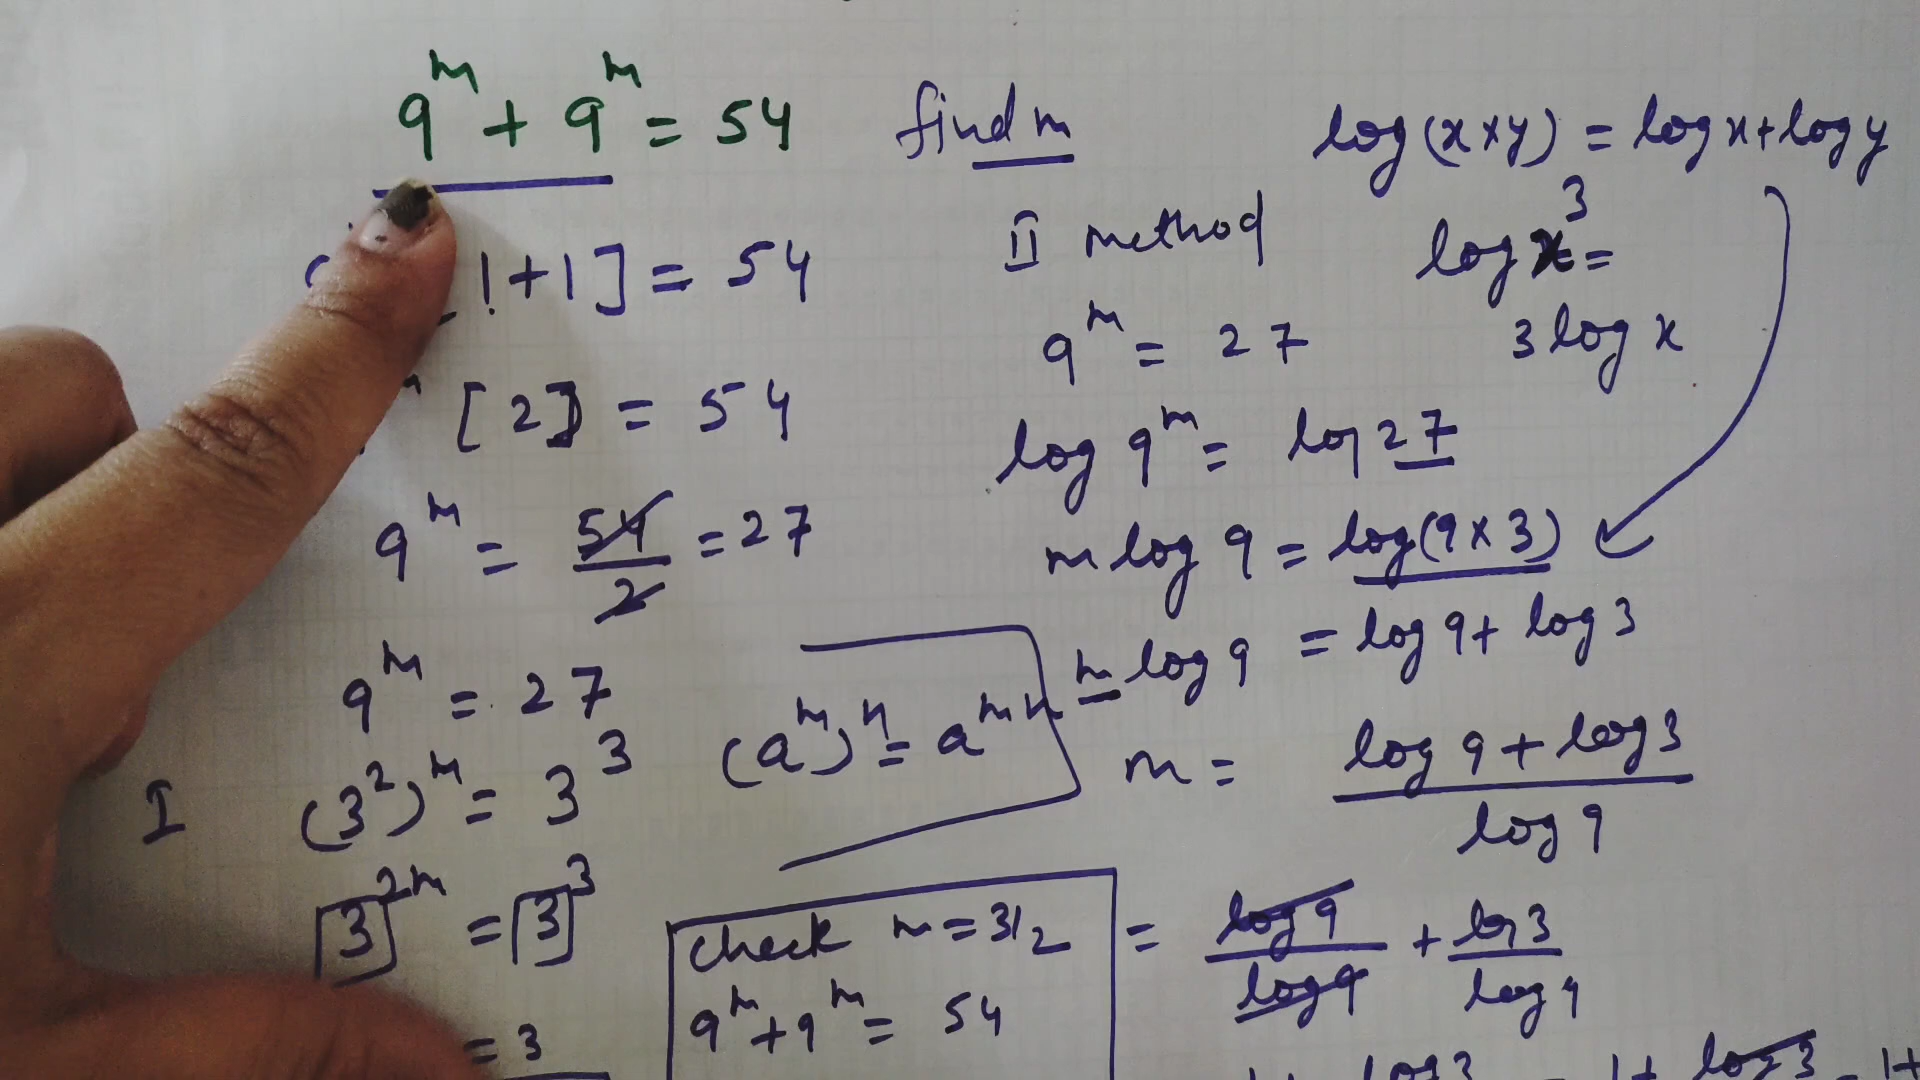 9^m + 9^m = 54 find m
1+1] = 54
[2] = 54
9^m = 54/2 = 27
9^m = 27
I (3^2)^m = 3^3
[3]^2m = [3]^3
= 3
(a^m)^n = a^mn
check m = 3/2
9^m + 9^m = 54
log (x×y) = log x + log y
log x^3 =
3 log x
II method
9^m = 27
log 9^m = log 27
m log 9 = log (9×3)
m log 9 = log 9 + log 3
m = log 9 + log 3 / log 9
= log 9 / log 9 + log 3 / log 9